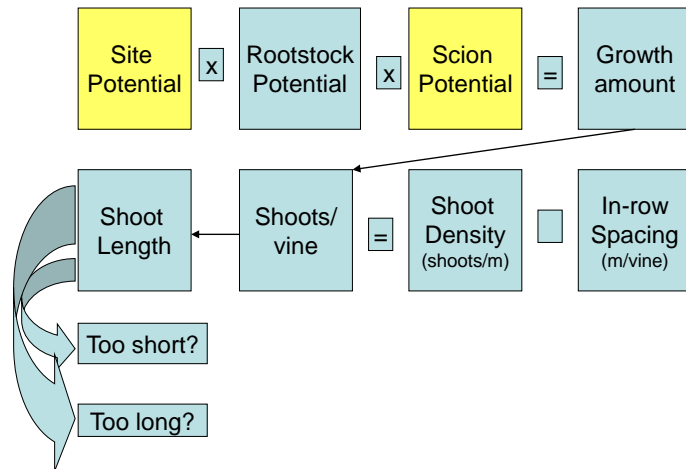 Site
Potential
x
Rootstock
Potential
x
Scion
Potential
=
Growth
amount
Shoot
Length
Shoots/
vine
=
Shoot
Density
(shoots/m)
In-row
Spacing
(m/vine)
Too short?
Too long?